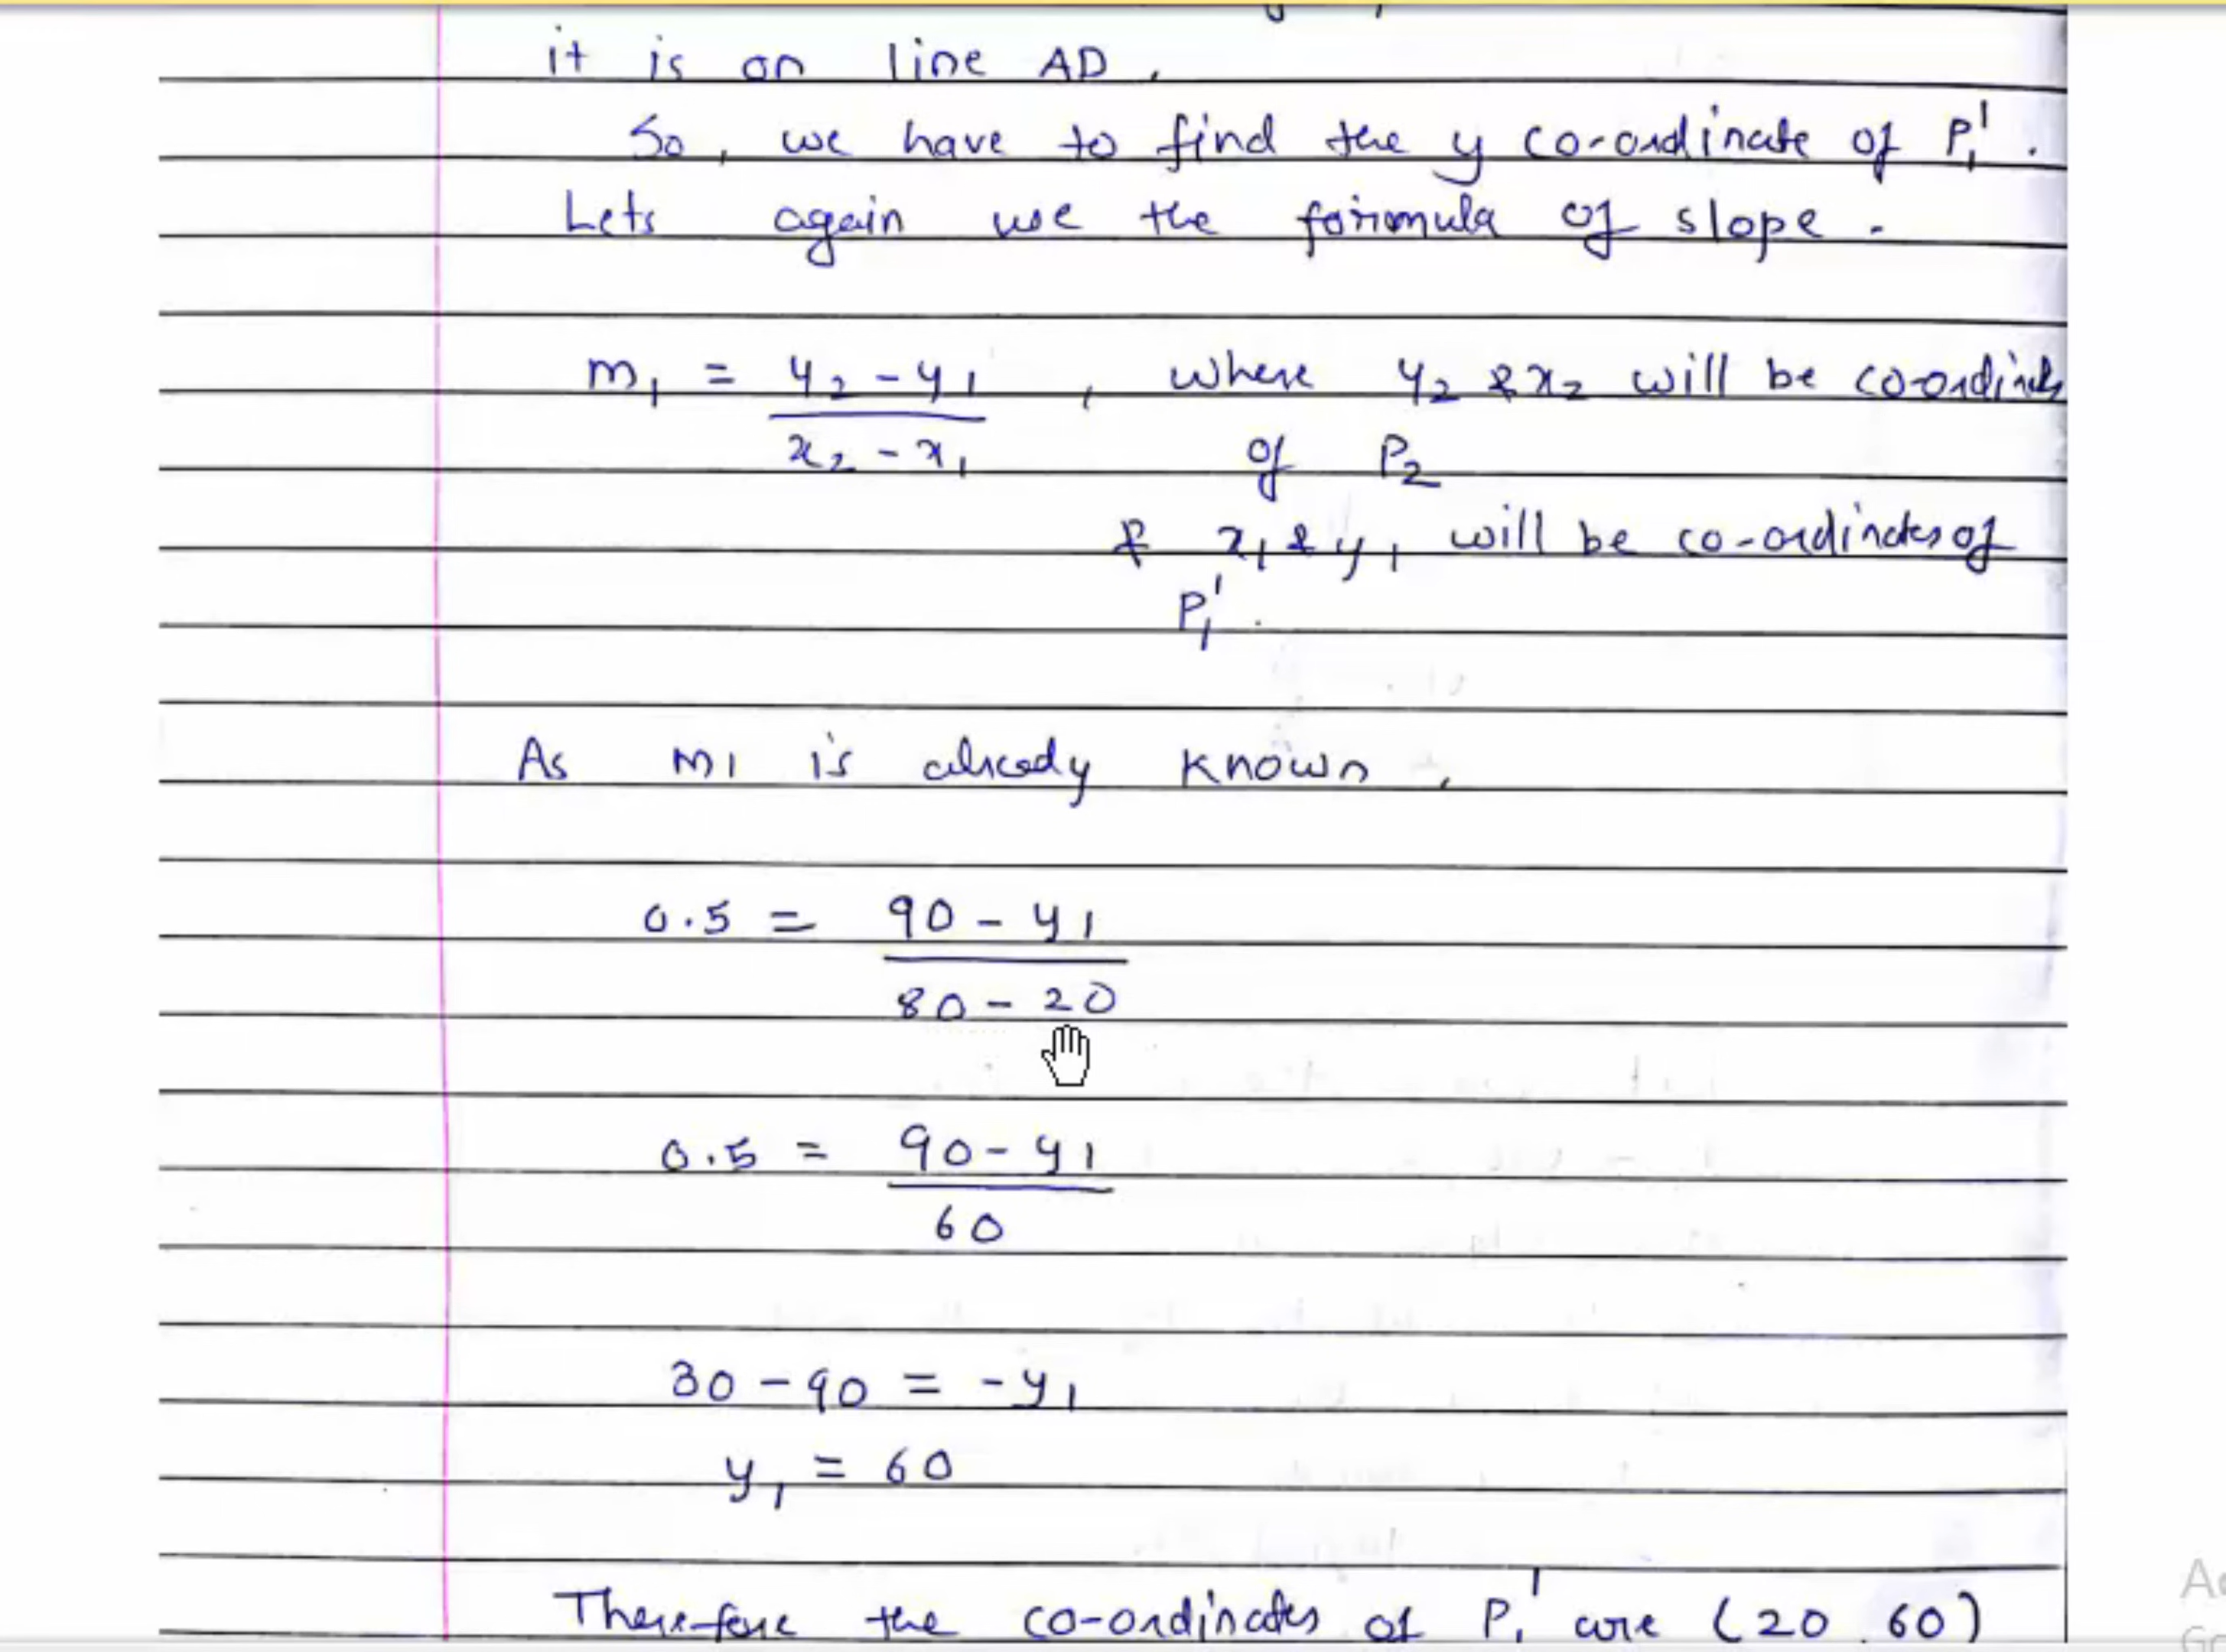 it is on line AD.
So, we have to find the y co-ordinate of P₁'.
Lets again use the formula of slope.
m₁ = y₂ - y₁ , where y₂ & x₂ will be co-ordinates
x₂ - x₁ of P₂
& x₁ & y₁ will be co-ordinates of
P₁'.
As m1 is already known,
0.5 = 90 - y₁
80 - 20
0.5 = 90 - y₁
60
30 - 90 = -y₁
y₁ = 60
Therefore the co-ordinates of P₁' are (20 60)